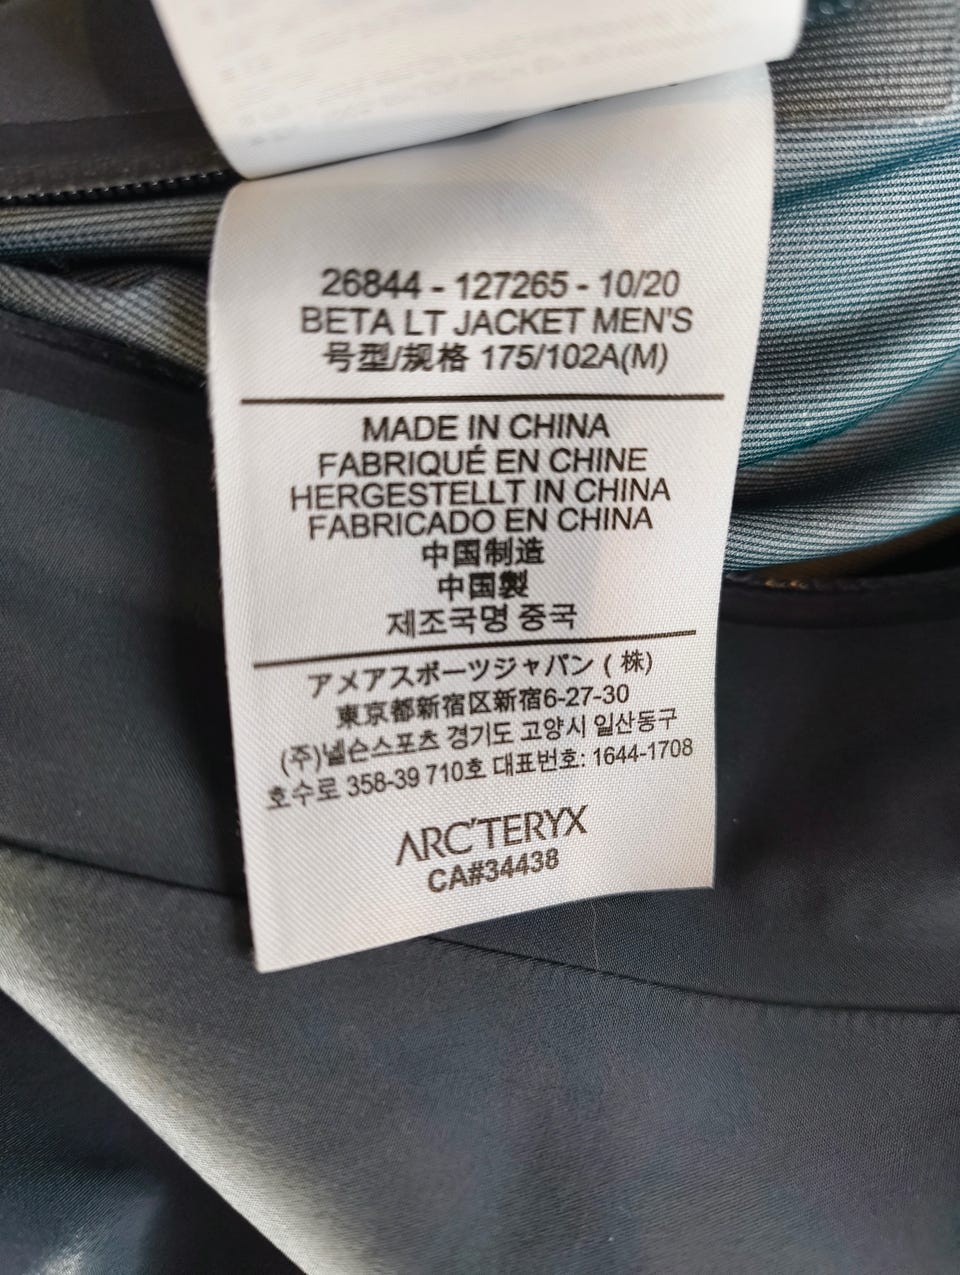 26844 - 127265 - 10/20
BETA LT JACKET MEN'S
号型/规格 175/102A(M)
MADE IN CHINA
FABRIQUÉ EN CHINE
HERGESTELLT IN CHINA
FABRICADO EN CHINA
中国制造
中国製
제조국명 중국
アメアスポーツジャパン ( 株)
東京都新宿区新宿6-27-30
(주)넬슨스포츠 경기도 고양시 일산동구
호수로 358-39 710호 대표번호: 1644-1708
ARC'TERYX
CA#34438